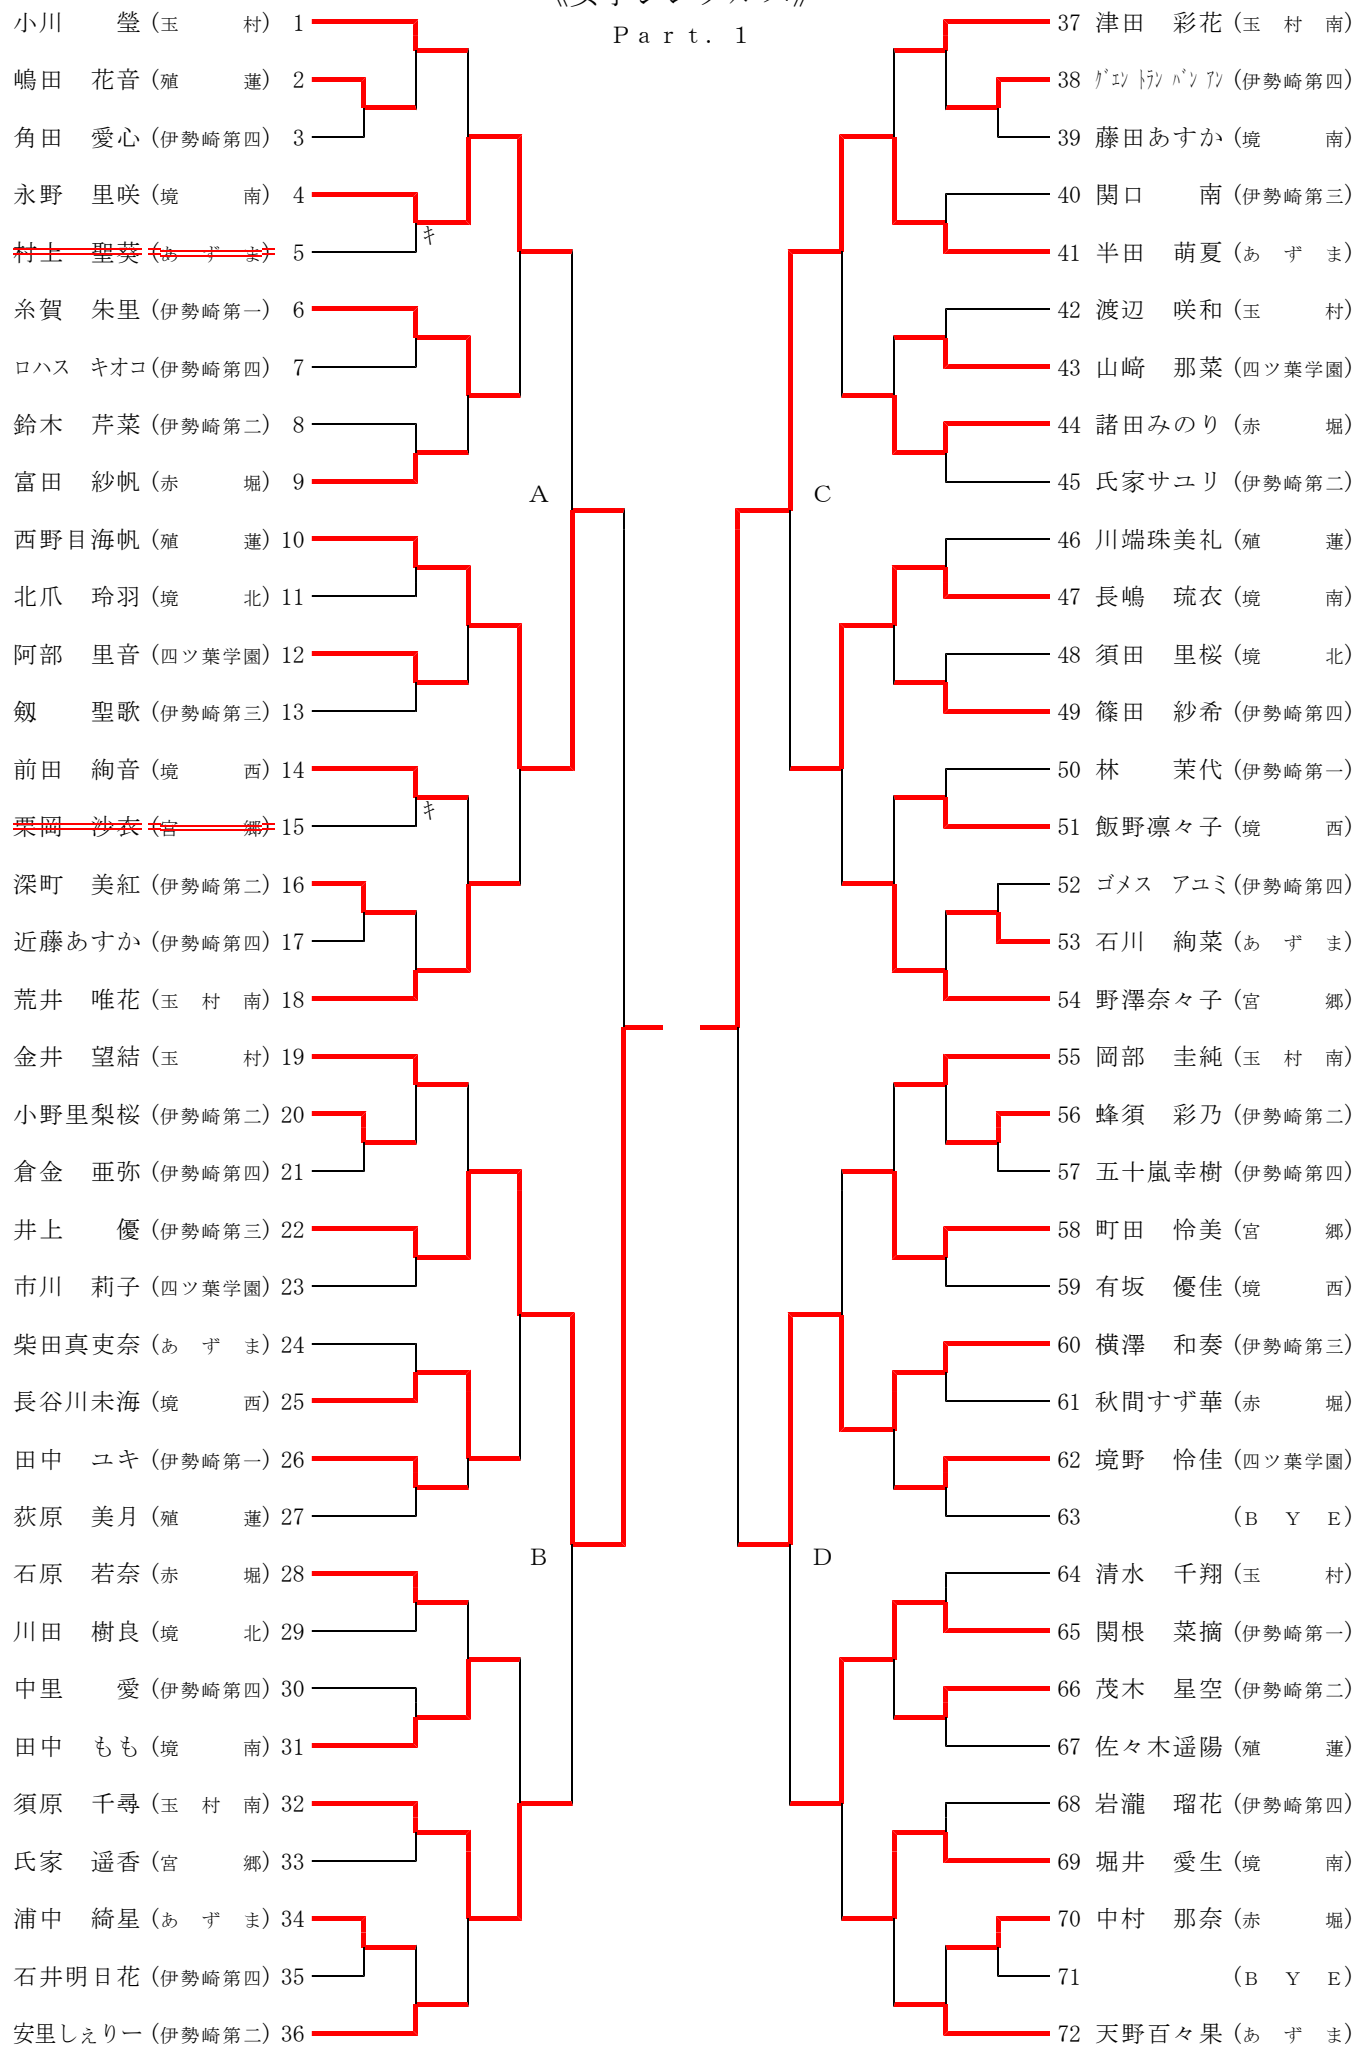 《女子シングルス》
Part. 1
小川 瑩 (玉 村) 1
嶋田 花音 (殖 蓮) 2
角田 愛心 (伊勢崎第四) 3
永野 里咲 (境 南) 4
村上 聖葵 (あ ず ま) 5
キ
糸賀 朱里 (伊勢崎第一) 6
ロハス キオコ (伊勢崎第四) 7
鈴木 芹菜 (伊勢崎第二) 8
富田 紗帆 (赤 堀) 9
A
西野目海帆 (殖 蓮) 10
北爪 玲羽 (境 北) 11
阿部 里音 (四ツ葉学園) 12
剱 聖歌 (伊勢崎第三) 13
前田 絢音 (境 西) 14
栗岡 沙衣 (宮 郷) 15
キ
深町 美紅 (伊勢崎第二) 16
近藤あすか (伊勢崎第四) 17
荒井 唯花 (玉 村 南) 18
金井 望結 (玉 村) 19
小野里梨桜 (伊勢崎第二) 20
倉金 亜弥 (伊勢崎第四) 21
井上 優 (伊勢崎第三) 22
市川 莉子 (四ツ葉学園) 23
柴田真吏奈 (あ ず ま) 24
長谷川未海 (境 西) 25
田中 ユキ (伊勢崎第一) 26
荻原 美月 (殖 蓮) 27
B
石原 若奈 (赤 堀) 28
川田 樹良 (境 北) 29
中里 愛 (伊勢崎第四) 30
田中 もも (境 南) 31
須原 千尋 (玉 村 南) 32
氏家 遥香 (宮 郷) 33
浦中 綺星 (あ ず ま) 34
石井明日花 (伊勢崎第四) 35
安里しぇりー (伊勢崎第二) 36
37 津田 彩花 (玉 村 南)
38 グエン トラン バン アン (伊勢崎第四)
39 藤田あすか (境 南)
40 関口 南 (伊勢崎第三)
41 半田 萌夏 (あ ず ま)
42 渡辺 咲和 (玉 村)
43 山﨑 那菜 (四ツ葉学園)
44 諸田みのり (赤 堀)
45 氏家サユリ (伊勢崎第二)
C
46 川端珠美礼 (殖 蓮)
47 長嶋 琉衣 (境 南)
48 須田 里桜 (境 北)
49 篠田 紗希 (伊勢崎第四)
50 林 茉代 (伊勢崎第一)
51 飯野凛々子 (境 西)
52 ゴメス アユミ (伊勢崎第四)
53 石川 絢菜 (あ ず ま)
54 野澤奈々子 (宮 郷)
55 岡部 圭純 (玉 村 南)
56 蜂須 彩乃 (伊勢崎第二)
57 五十嵐幸樹 (伊勢崎第四)
58 町田 怜美 (宮 郷)
59 有坂 優佳 (境 西)
60 横澤 和奏 (伊勢崎第三)
61 秋間すず華 (赤 堀)
62 境野 怜佳 (四ツ葉学園)
63 (B Y E)
D
64 清水 千翔 (玉 村)
65 関根 菜摘 (伊勢崎第一)
66 茂木 星空 (伊勢崎第二)
67 佐々木遥陽 (殖 蓮)
68 岩瀧 瑠花 (伊勢崎第四)
69 堀井 愛生 (境 南)
70 中村 那奈 (赤 堀)
71 (B Y E)
72 天野百々果 (あ ず ま)